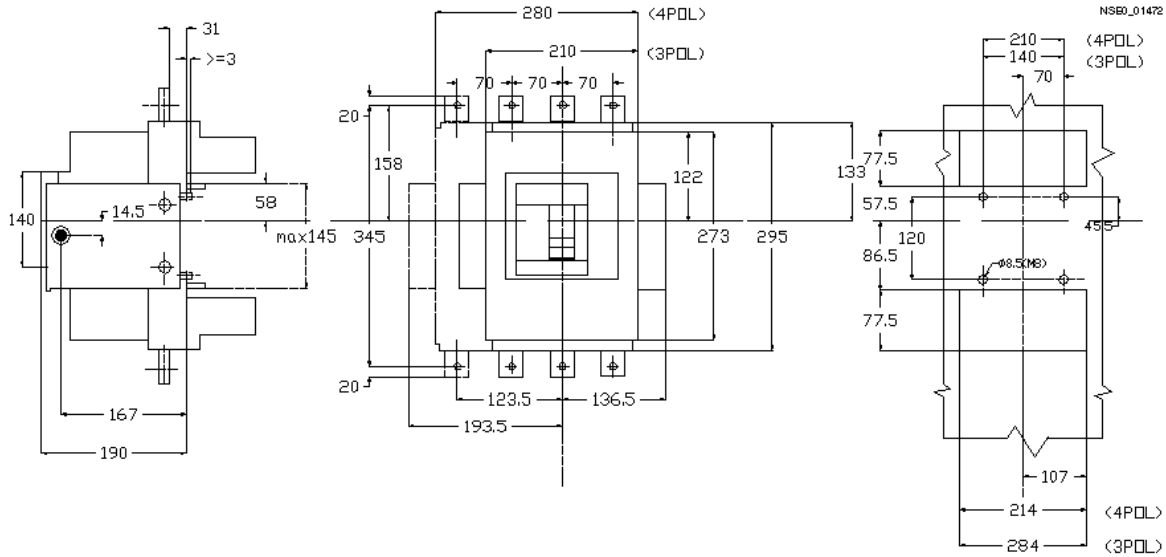 NSE0_01472
31
>=3
58
14.5
140
max145
167
190
280 (4POL)
210 (3POL)
70 70 70
20
158
122
133
345
273
295
20
123.5
136.5
193.5
210 (4POL)
140 (3POL)
70
77.5
57.5
45.5
120
86.5
Ø8.5(M8)
77.5
107
214 (4POL)
284 (3POL)